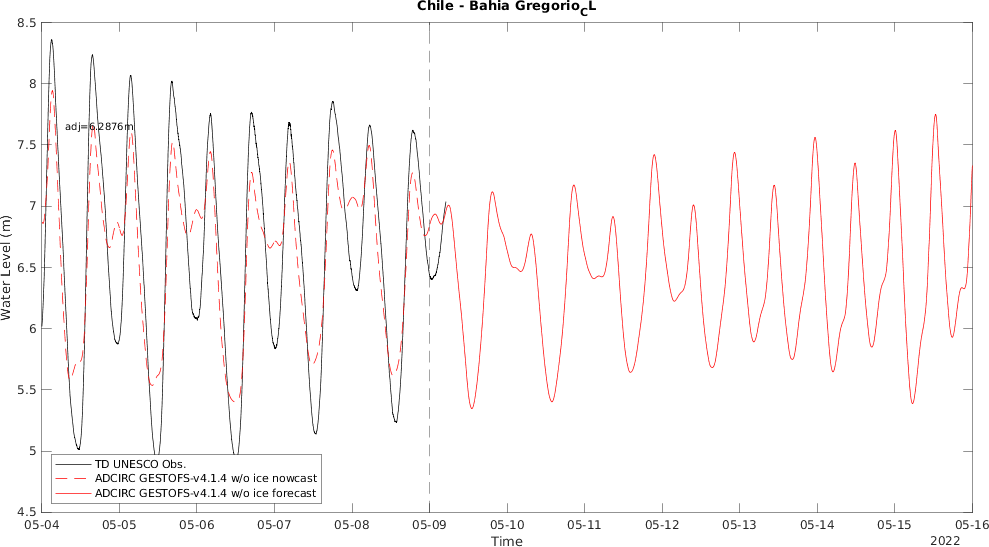 Chile - Bahia GregorioCL
8.5
8
7.5
7
6.5
6
5.5
5
4.5
Water Level (m)
adj=6.2876m
TD UNESCO Obs.
ADCIRC GESTOFS-v4.1.4 w/o ice nowcast
ADCIRC GESTOFS-v4.1.4 w/o ice forecast
05-04 05-05 05-06 05-07 05-08 05-09 05-10 05-11 05-12 05-13 05-14 05-15 05-16
Time
2022